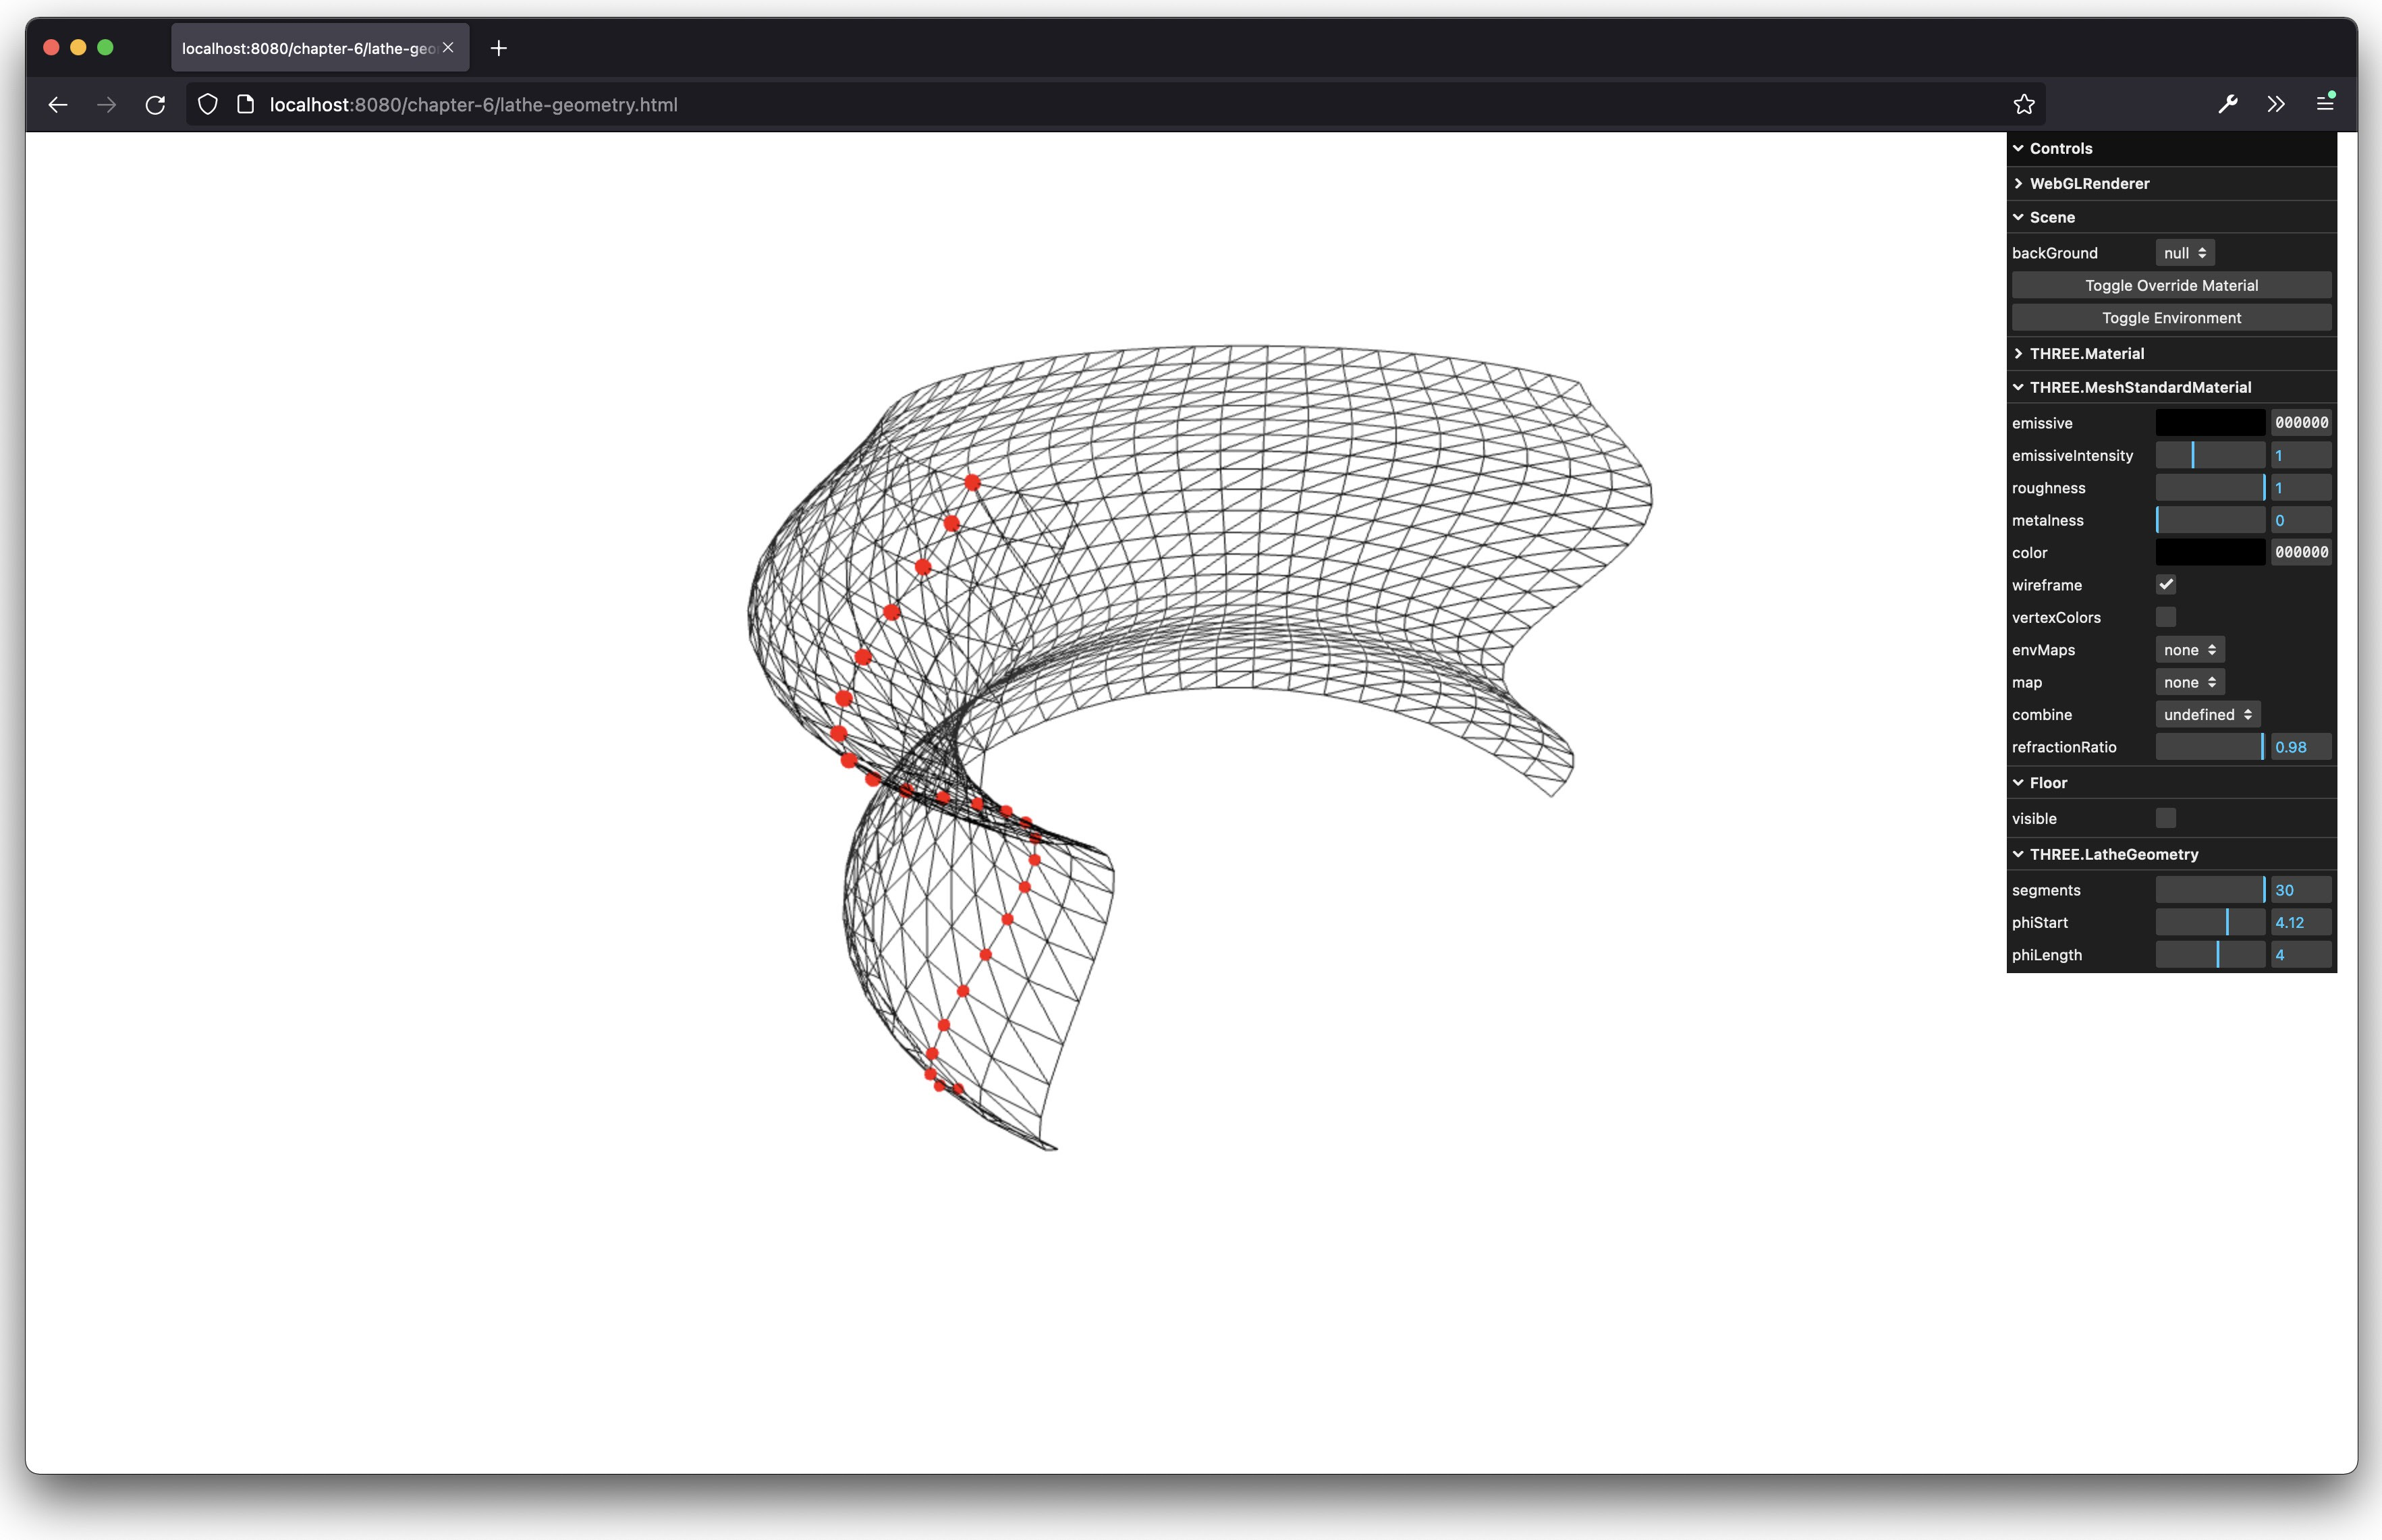 localhost:8080/chapter-6/lathe-geo
localhost:8080/chapter-6/lathe-geometry.html
Controls
WebGLRenderer
Scene
backGround null
Toggle Override Material
Toggle Environment
THREE.Material
THREE.MeshStandardMaterial
emissive 000000
emissiveIntensity 1
roughness 1
metalness 0
color 000000
wireframe
vertexColors
envMaps none
map none
combine undefined
refractionRatio 0.98
Floor
visible
THREE.LatheGeometry
segments 30
phiStart 4.12
phiLength 4